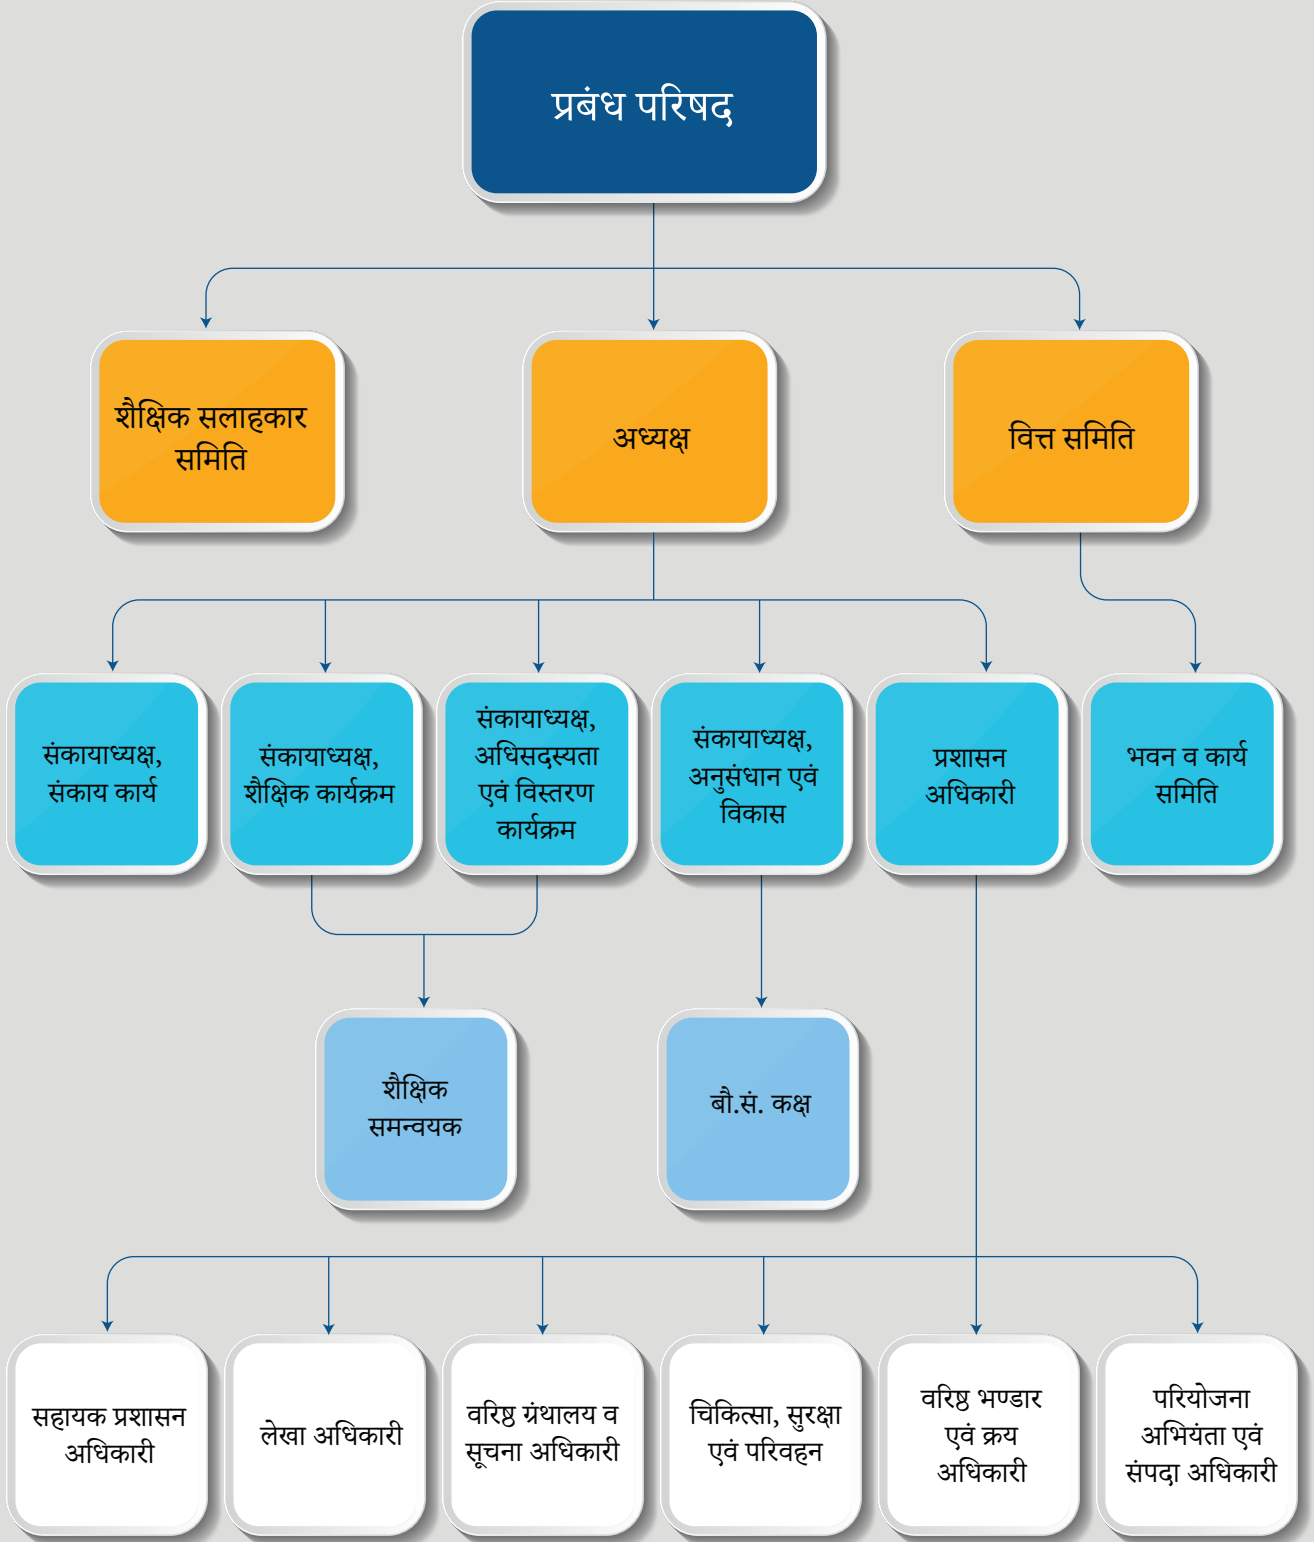 प्रबंध परिषद
शैक्षिक सलाहकार
समिति
अध्यक्ष
वित्त समिति
संकायाध्यक्ष,
संकाय कार्य
संकायाध्यक्ष,
शैक्षिक कार्यक्रम
संकायाध्यक्ष,
अधिसदस्यता
एवं विस्तरण
कार्यक्रम
संकायाध्यक्ष,
अनुसंधान एवं
विकास
प्रशासन
अधिकारी
भवन व कार्य
समिति
शैक्षिक
समन्वयक
बौ.सं. कक्ष
सहायक प्रशासन
अधिकारी
लेखा अधिकारी
वरिष्ठ ग्रंथालय व
सूचना अधिकारी
चिकित्सा, सुरक्षा
एवं परिवहन
वरिष्ठ भण्डार
एवं क्रय
अधिकारी
परियोजना
अभियंता एवं
संपदा अधिकारी